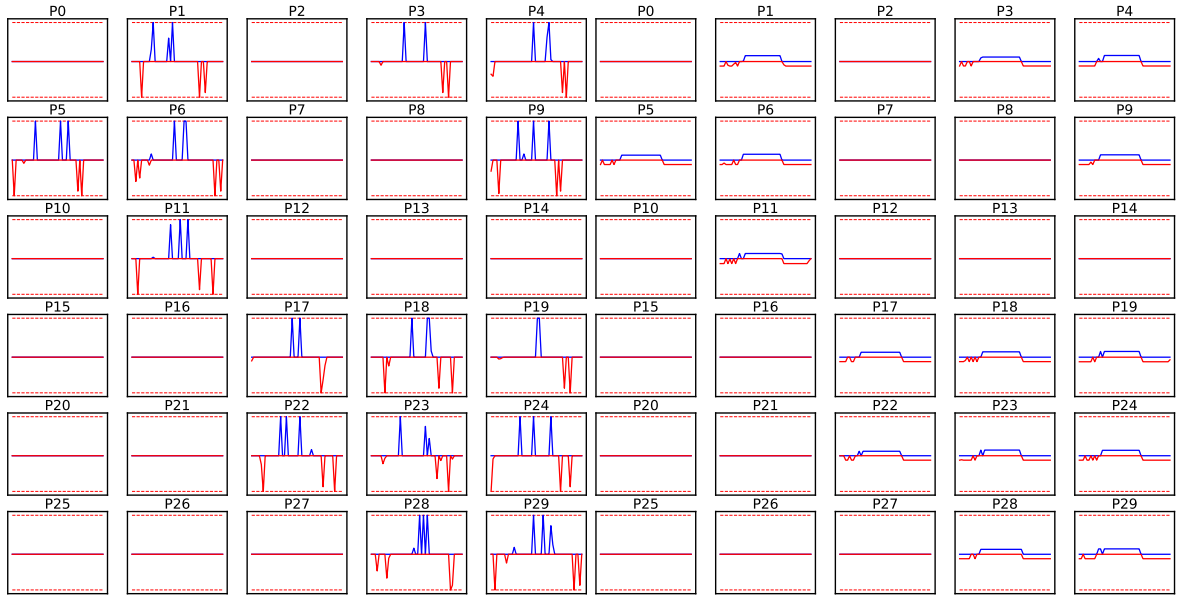 P0 P1 P2 P3 P4 P0 P1 P2 P3 P4
P5 P6 P7 P8 P9 P5 P6 P7 P8 P9
P10 P11 P12 P13 P14 P10 P11 P12 P13 P14
P15 P16 P17 P18 P19 P15 P16 P17 P18 P19
P20 P21 P22 P23 P24 P20 P21 P22 P23 P24
P25 P26 P27 P28 P29 P25 P26 P27 P28 P29